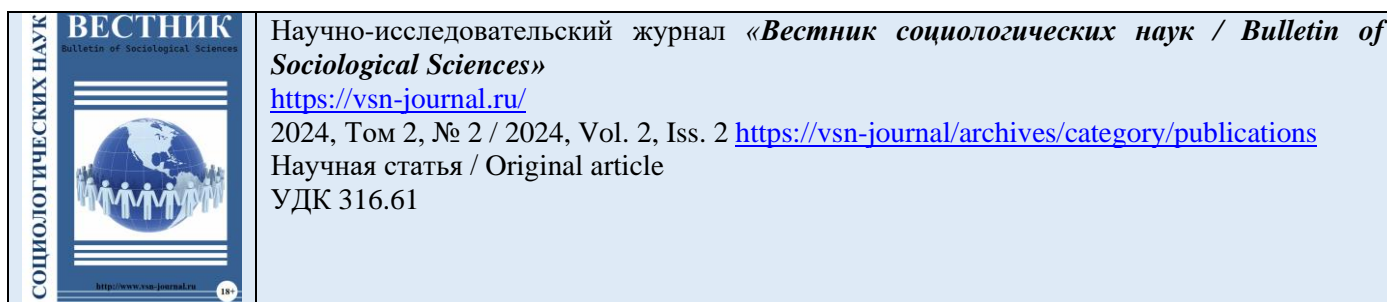 СОЦИОЛОГИЧЕСКИХ НАУК
ВЕСТНИК
Bulletin of Sociological Sciences
http://www.vsn-journal.ru
18+
Научно-исследовательский журнал «Вестник социологических наук / Bulletin of
Sociological Sciences»
https://vsn-journal.ru/
2024, Том 2, № 2 / 2024, Vol. 2, Iss. 2 https://vsn-journal/archives/category/publications
Научная статья / Original article
УДК 316.61